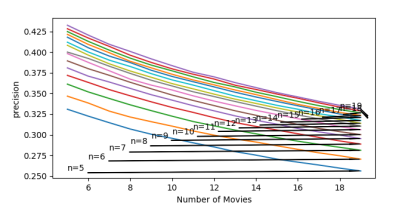 0.425
0.400
0.375
0.350
0.325
0.300
0.275
0.250
precision
6 8 10 12 14 16 18
Number of Movies
n=5
n=6
n=7
n=8
n=9
n=10
n=11
n=12
n=13
n=14
n=15
n=16
n=17
n=18
n=19